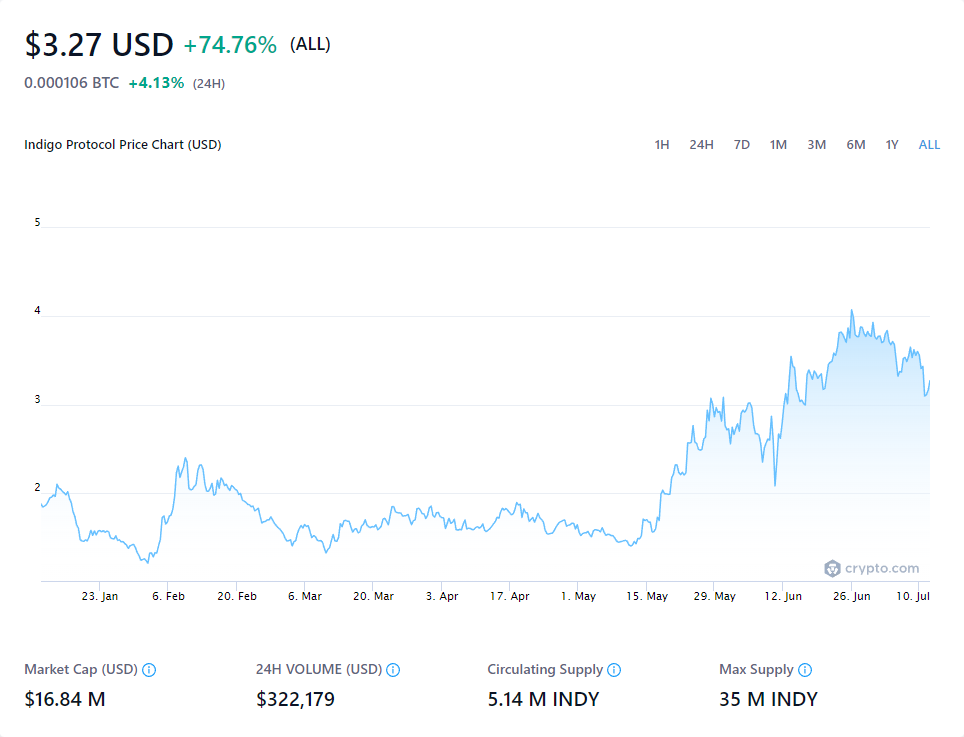 $3.27 USD +74.76% (ALL)
0.000106 BTC +4.13% (24H)
Indigo Protocol Price Chart (USD) 1H 24H 7D 1M 3M 6M 1Y ALL
5
4
3
2
crypto.com
23. Jan 6. Feb 20. Feb 6. Mar 20. Mar 3. Apr 17. Apr 1. May 15. May 29. May 12. Jun 26. Jun 10. Jul
Market Cap (USD) 24H VOLUME (USD) Circulating Supply Max Supply
$16.84 M $322,179 5.14 M INDY 35 M INDY